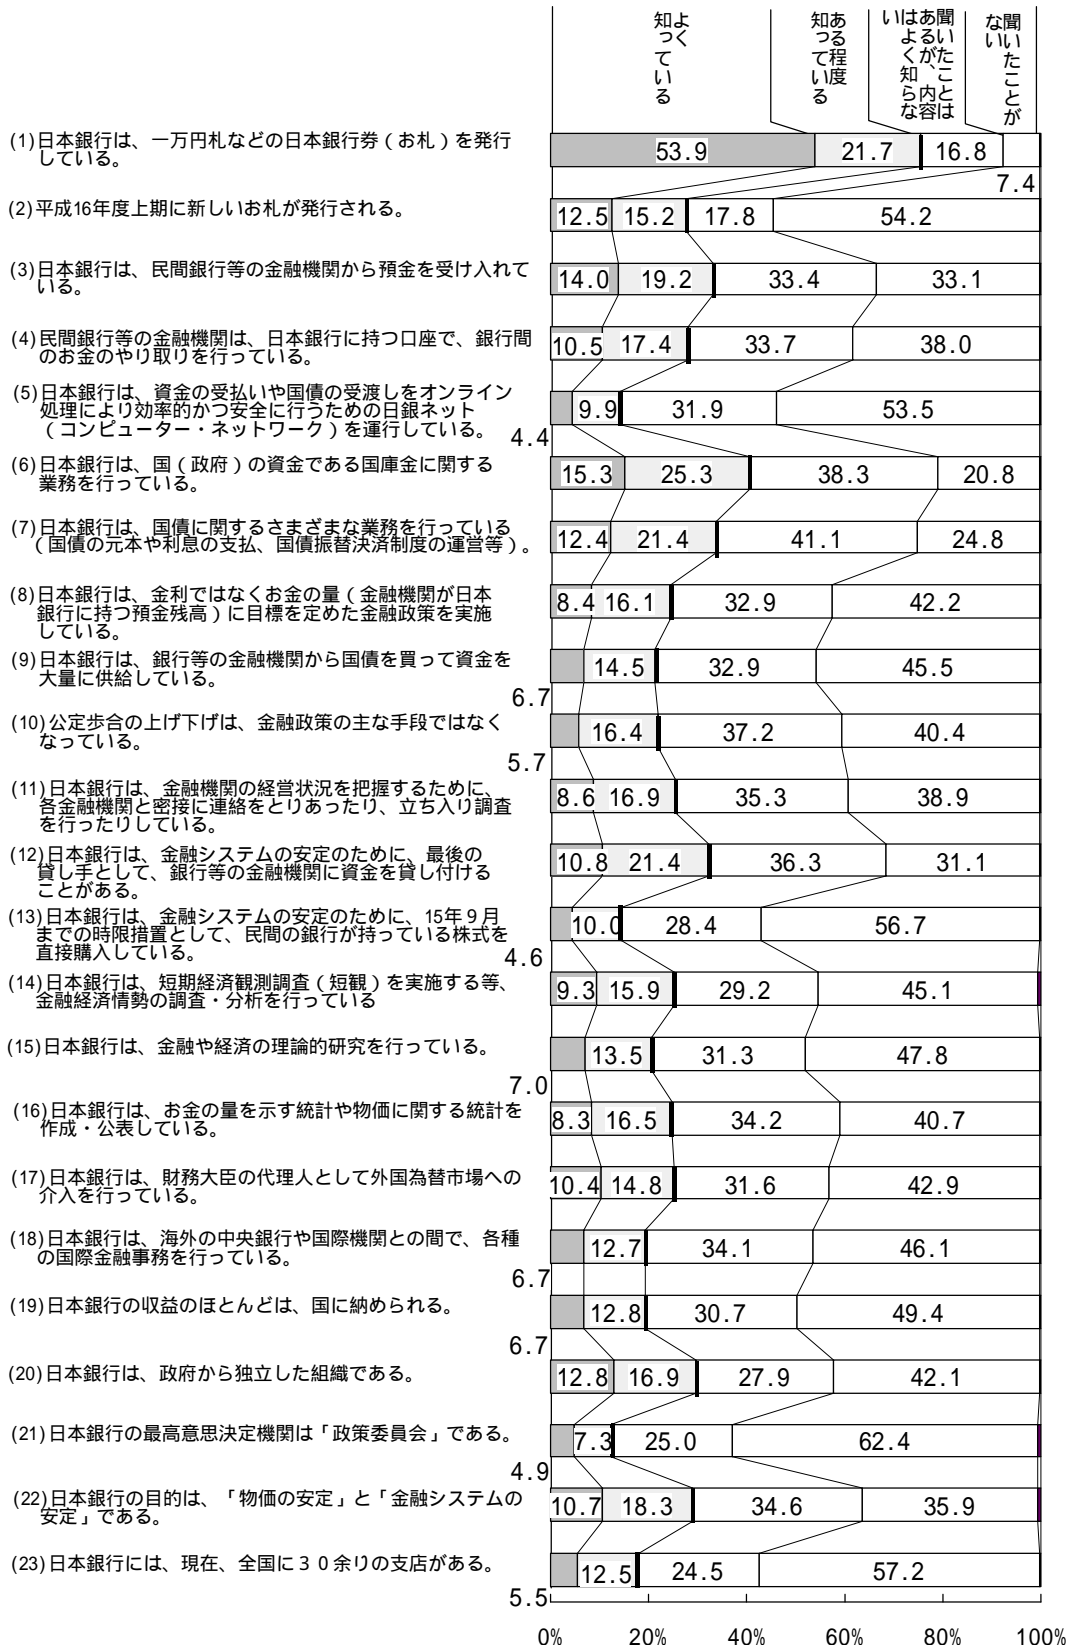 よく
知っている
ある程度
知っている
聞いたことは
あるが、内容
はよく知らな
い
聞いたことが
ない
(1)日本銀行は、一万円札などの日本銀行券（お札）を発行
している。
53.9 21.7 16.8
7.4
(2)平成16年度上期に新しいお札が発行される。
12.5 15.2 17.8 54.2
(3)日本銀行は、民間銀行等の金融機関から預金を受け入れて
いる。
14.0 19.2 33.4 33.1
(4)民間銀行等の金融機関は、日本銀行に持つ口座で、銀行間
のお金のやり取りを行っている。
10.5 17.4 33.7 38.0
(5)日本銀行は、資金の受払いや国債の受渡しをオンライン
処理により効率的かつ安全に行うための日銀ネット
（コンピューター・ネットワーク）を運行している。
9.9 31.9 53.5
4.4
(6)日本銀行は、国（政府）の資金である国庫金に関する
業務を行っている。
15.3 25.3 38.3 20.8
(7)日本銀行は、国債に関するさまざまな業務を行っている
（国債の元本や利息の支払、国債振替決済制度の運営等）。
12.4 21.4 41.1 24.8
(8)日本銀行は、金利ではなくお金の量（金融機関が日本
銀行に持つ預金残高）に目標を定めた金融政策を実施
している。
8.4 16.1 32.9 42.2
(9)日本銀行は、銀行等の金融機関から国債を買って資金を
大量に供給している。
14.5 32.9 45.5
6.7
(10)公定歩合の上げ下げは、金融政策の主な手段ではなく
なっている。
16.4 37.2 40.4
5.7
(11)日本銀行は、金融機関の経営状況を把握するために、
各金融機関と密接に連絡をとりあったり、立ち入り調査
を行ったりしている。
8.6 16.9 35.3 38.9
(12)日本銀行は、金融システムの安定のために、最後の
貸し手として、銀行等の金融機関に資金を貸し付ける
ことがある。
10.8 21.4 36.3 31.1
(13)日本銀行は、金融システムの安定のために、15年９月
までの時限措置として、民間の銀行が持っている株式を
直接購入している。
10.0 28.4 56.7
4.6
(14)日本銀行は、短期経済観測調査（短観）を実施する等、
金融経済情勢の調査・分析を行っている
9.3 15.9 29.2 45.1
(15)日本銀行は、金融や経済の理論的研究を行っている。
13.5 31.3 47.8
7.0
(16)日本銀行は、お金の量を示す統計や物価に関する統計を
作成・公表している。
8.3 16.5 34.2 40.7
(17)日本銀行は、財務大臣の代理人として外国為替市場への
介入を行っている。
10.4 14.8 31.6 42.9
(18)日本銀行は、海外の中央銀行や国際機関との間で、各種
の国際金融事務を行っている。
12.7 34.1 46.1
6.7
(19)日本銀行の収益のほとんどは、国に納められる。
12.8 30.7 49.4
6.7
(20)日本銀行は、政府から独立した組織である。
12.8 16.9 27.9 42.1
(21)日本銀行の最高意思決定機関は「政策委員会」である。
7.3 25.0 62.4
4.9
(22)日本銀行の目的は、「物価の安定」と「金融システムの
安定」である。
10.7 18.3 34.6 35.9
(23)日本銀行には、現在、全国に３０余りの支店がある。
12.5 24.5 57.2
5.5
0% 20% 40% 60% 80% 100%